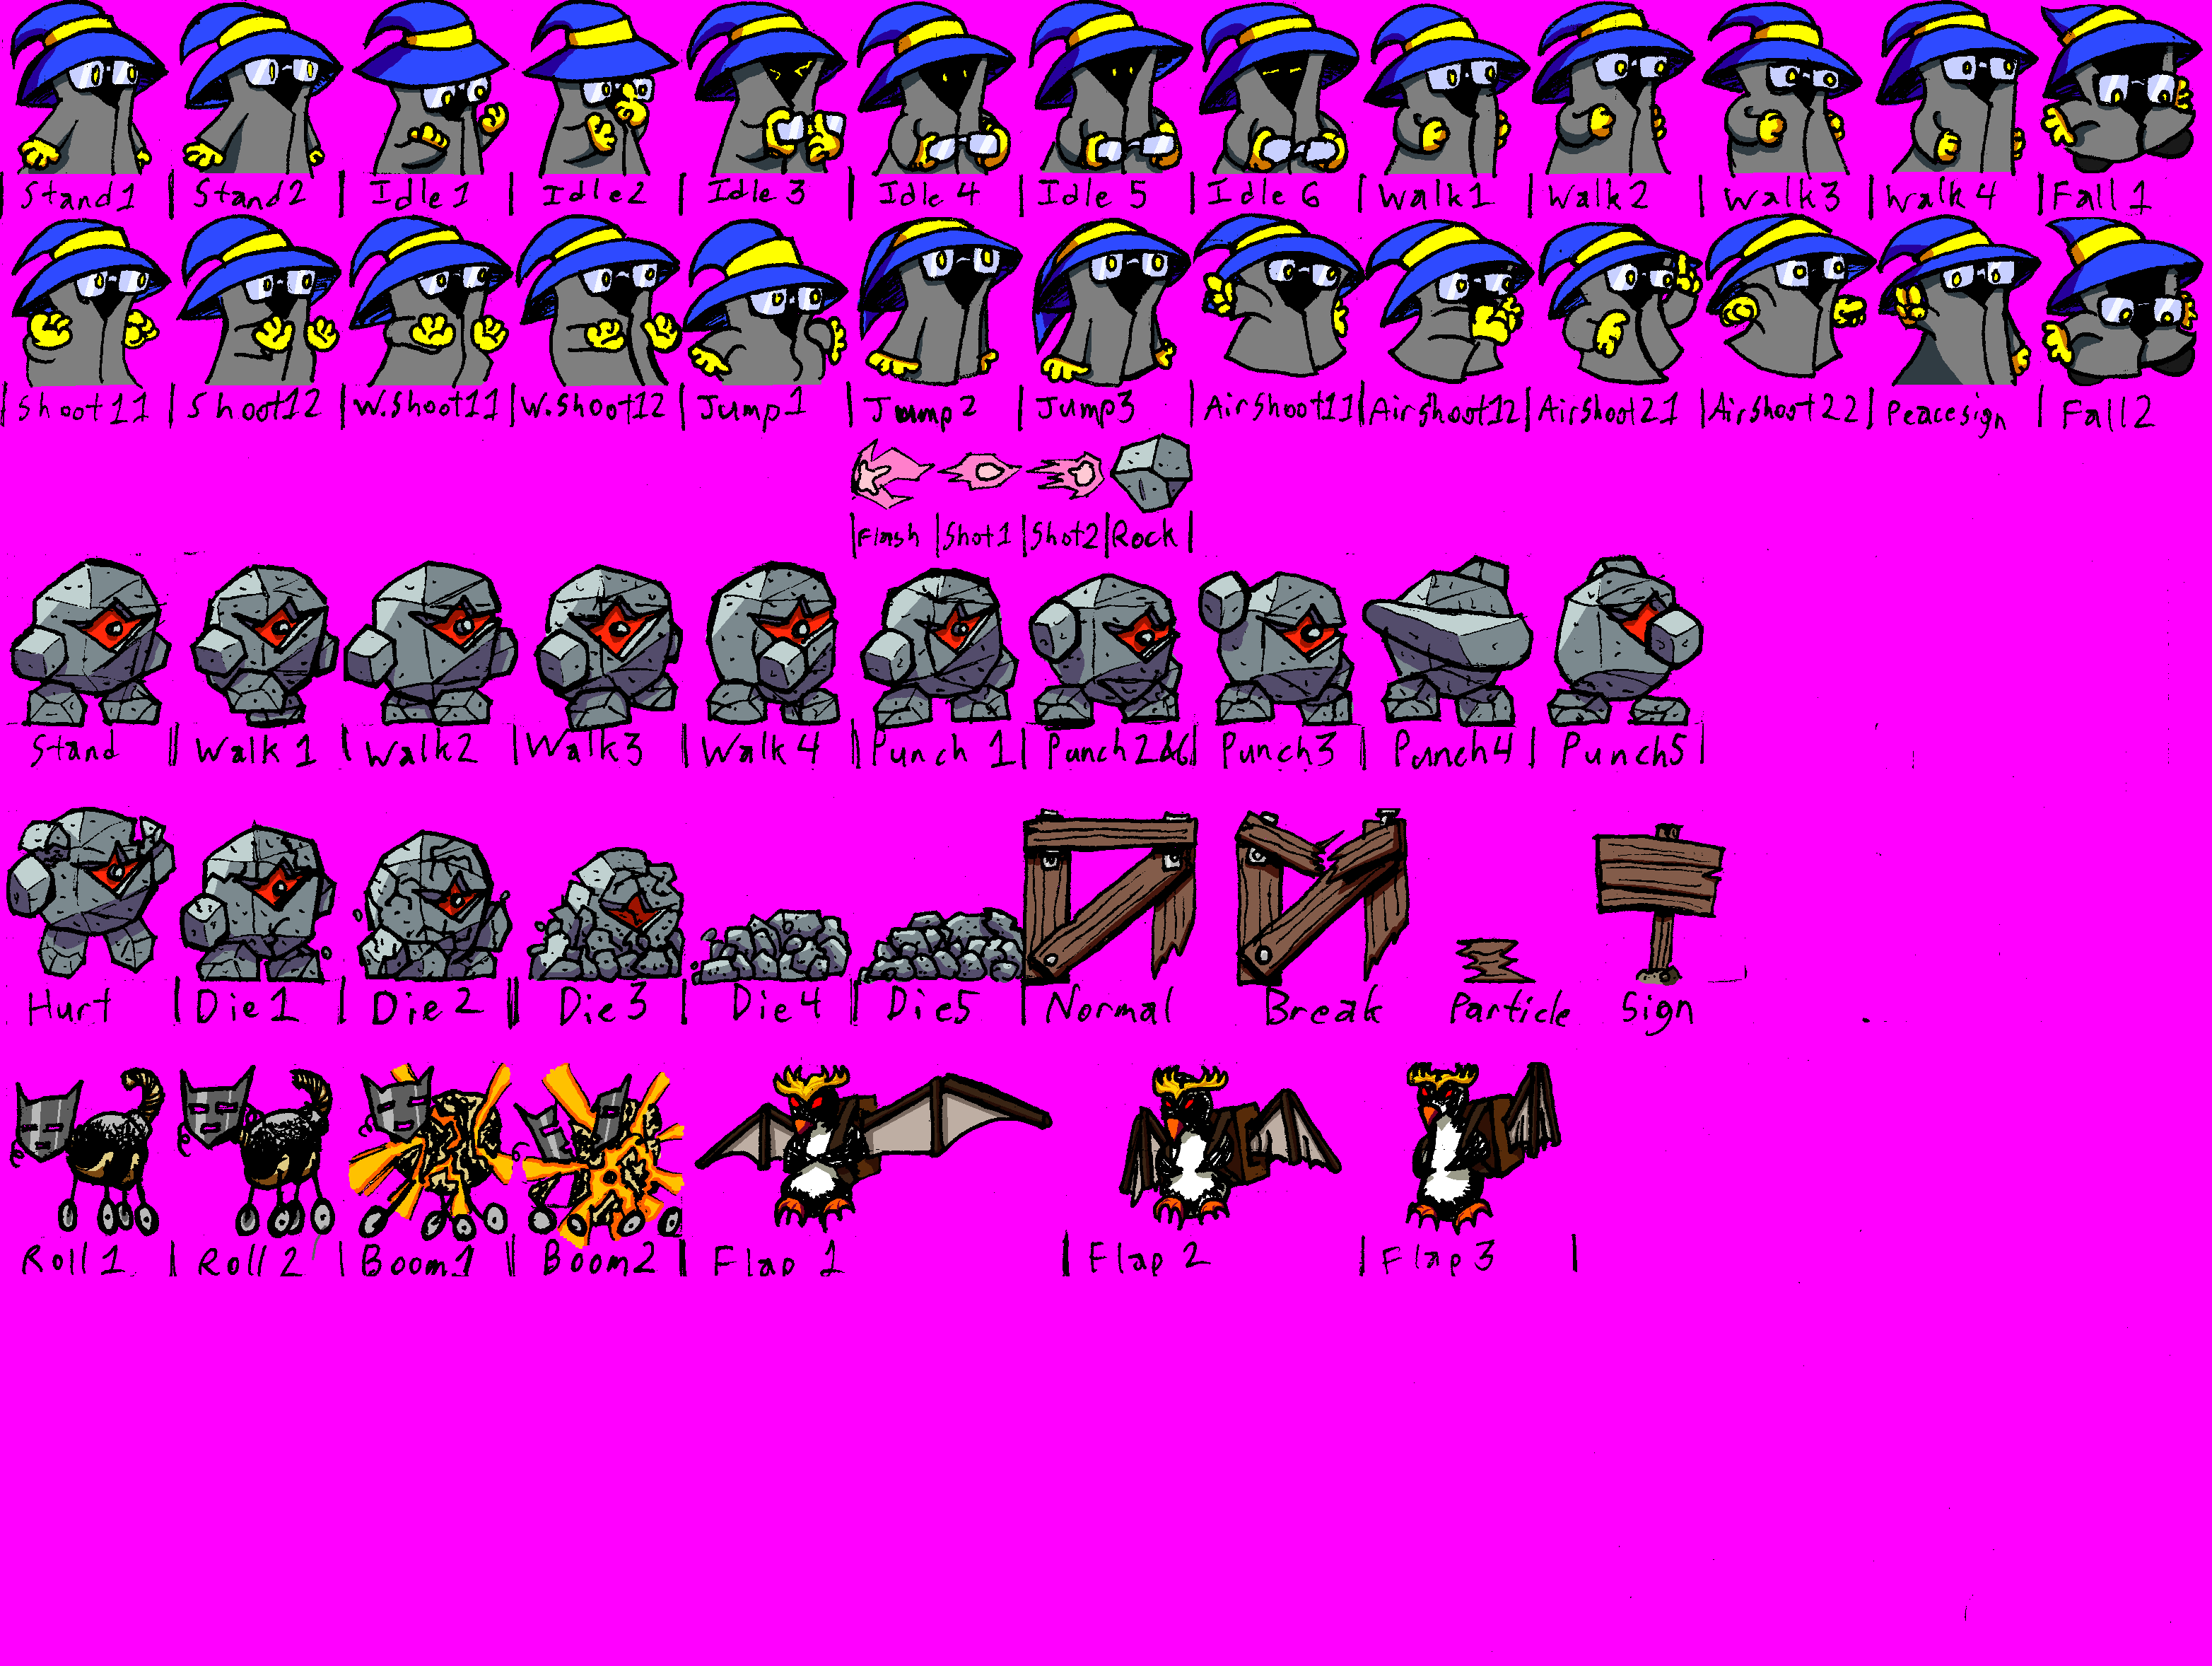 Stand1 Stand2 Idle1 Idle2 Idle3 Idle4 Idle5 Idle6 Walk1 Walk2 Walk3 Walk4 Fall1
Shoot11 Shoot12 W.Shoot11 W.Shoot12 Jump1 Jump2 Jump3 AirShoot11 AirShoot12 AirShoot21 AirShoot22 Peacesign Fall2
Flash Shot1 Shot2 Rock
Stand Walk1 Walk2 Walk3 Walk4 Punch1 Punch2&6 Punch3 Punch4 Punch5
Hurt Die1 Die2 Die3 Die4 Die5 Normal Break Particle Sign
Roll1 Roll2 Boom1 Boom2 Flap1 Flap2 Flap3